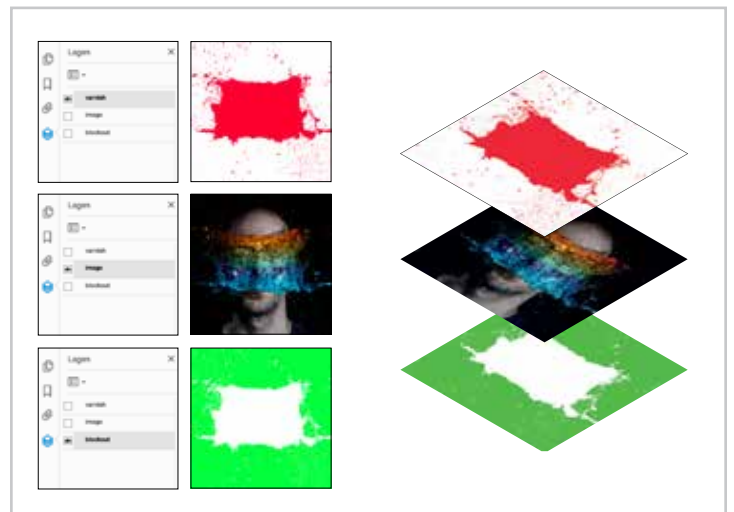 Lagen
varnish
image
blockout
Lagen
varnish
image
blockout
Lagen
varnish
image
blockout